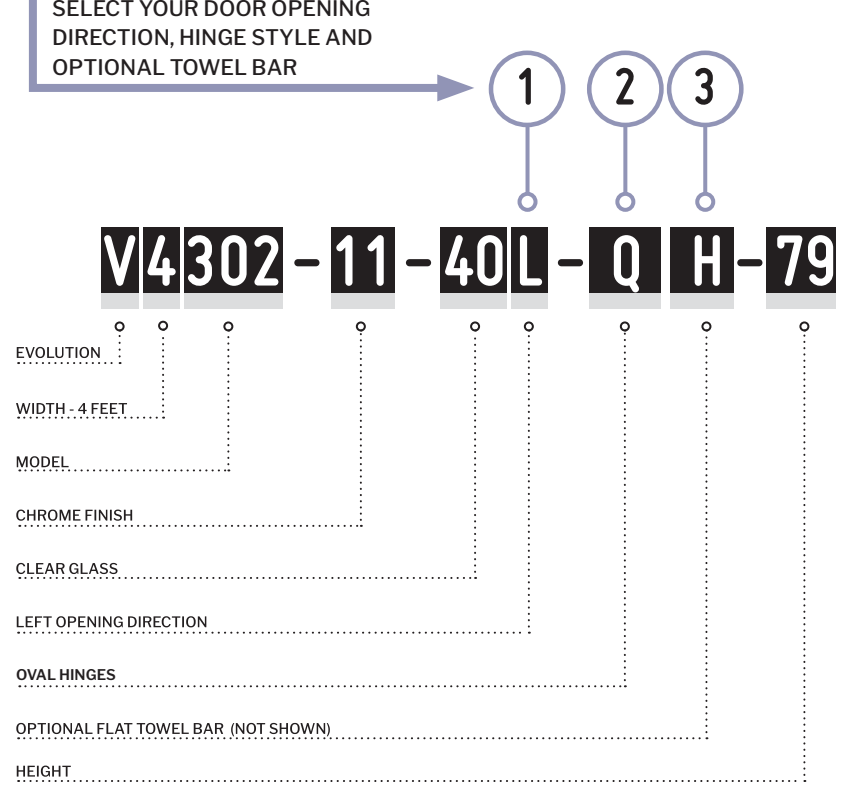 SELECT YOUR DOOR OPENING
DIRECTION, HINGE STYLE AND
OPTIONAL TOWEL BAR
1 2 3
V4302-11-40L-QH-79
EVOLUTION
WIDTH - 4 FEET
MODEL
CHROME FINISH
CLEAR GLASS
LEFT OPENING DIRECTION
OVAL HINGES
OPTIONAL FLAT TOWEL BAR (NOT SHOWN)
HEIGHT